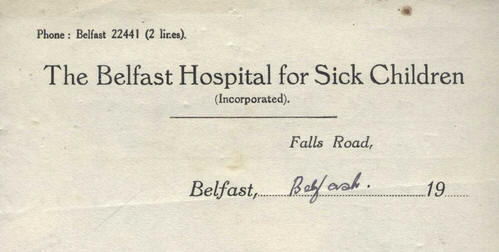 Phone : Belfast 22441 (2 lines).
The Belfast Hospital for Sick Children
(Incorporated).
Falls Road,
Belfast, Belfast. 19